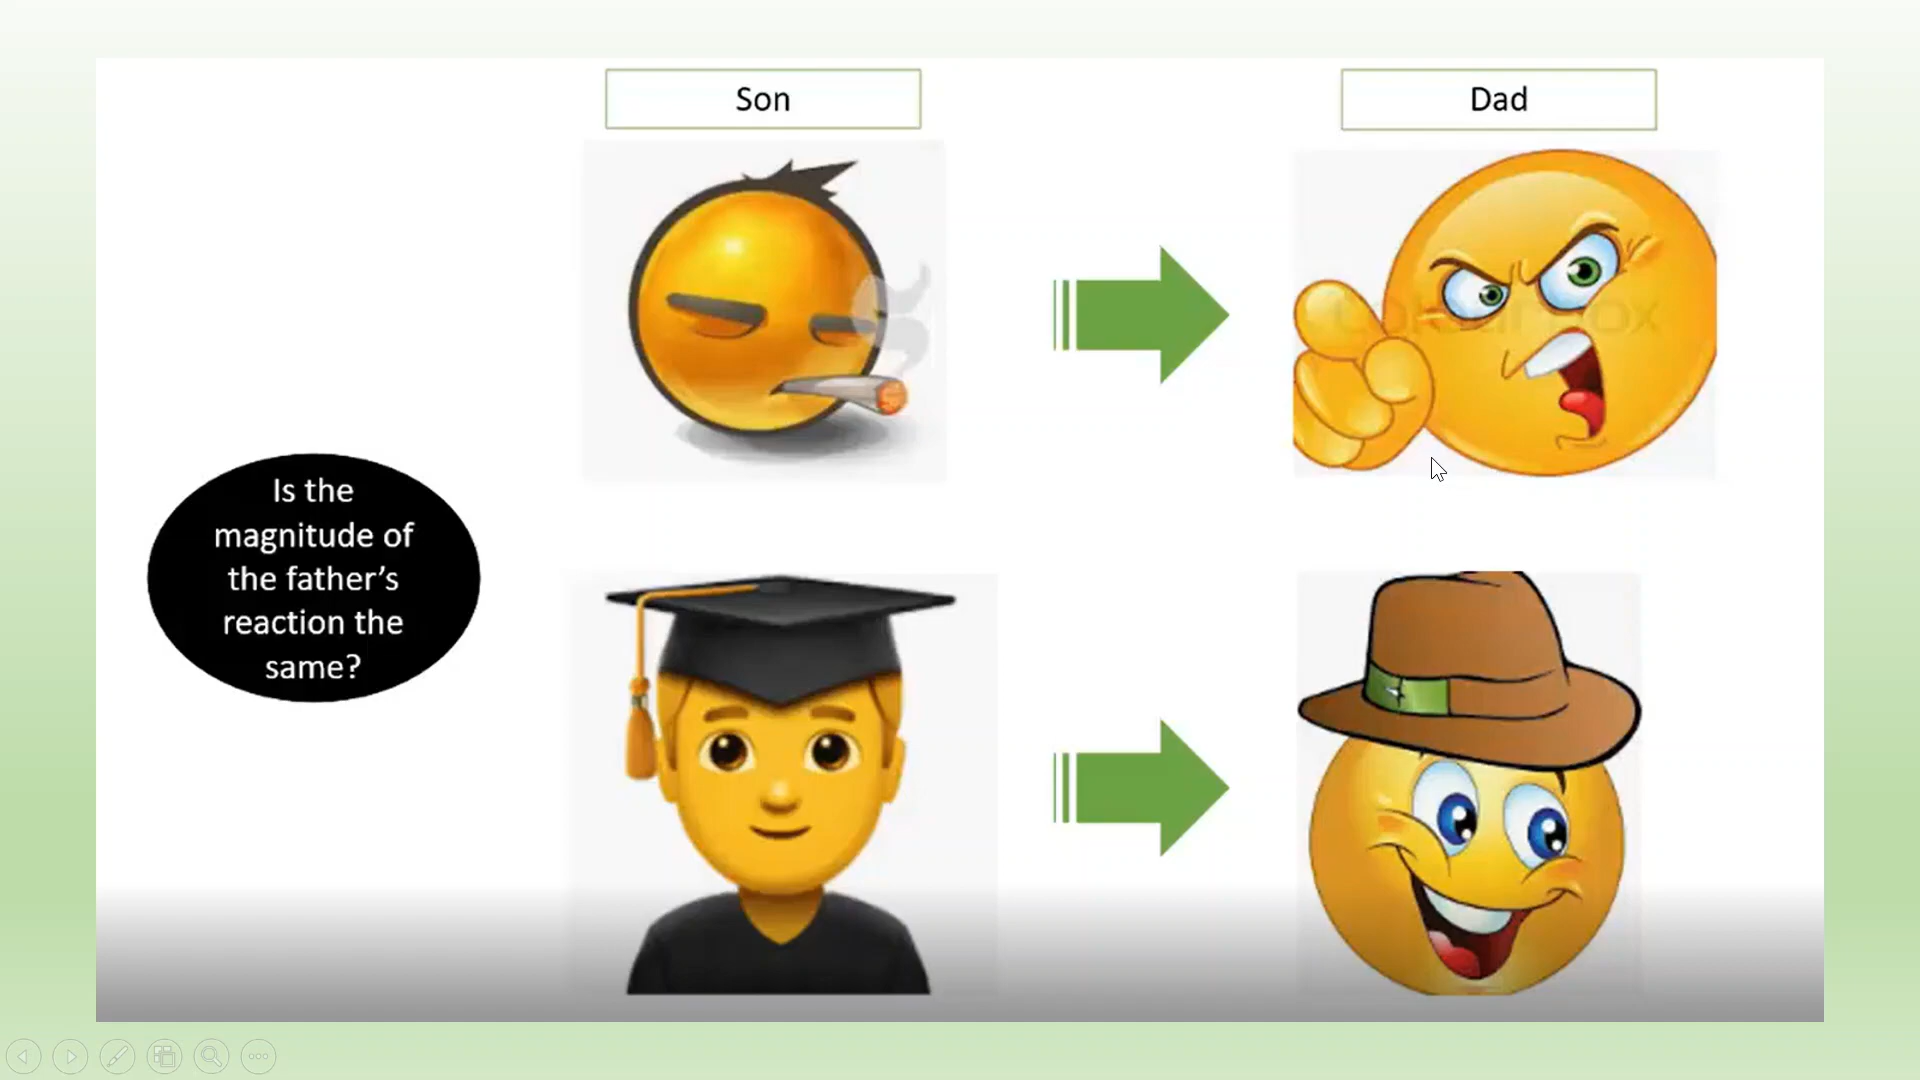 Son
Dad
Is the
magnitude of
the father's
reaction the
same?